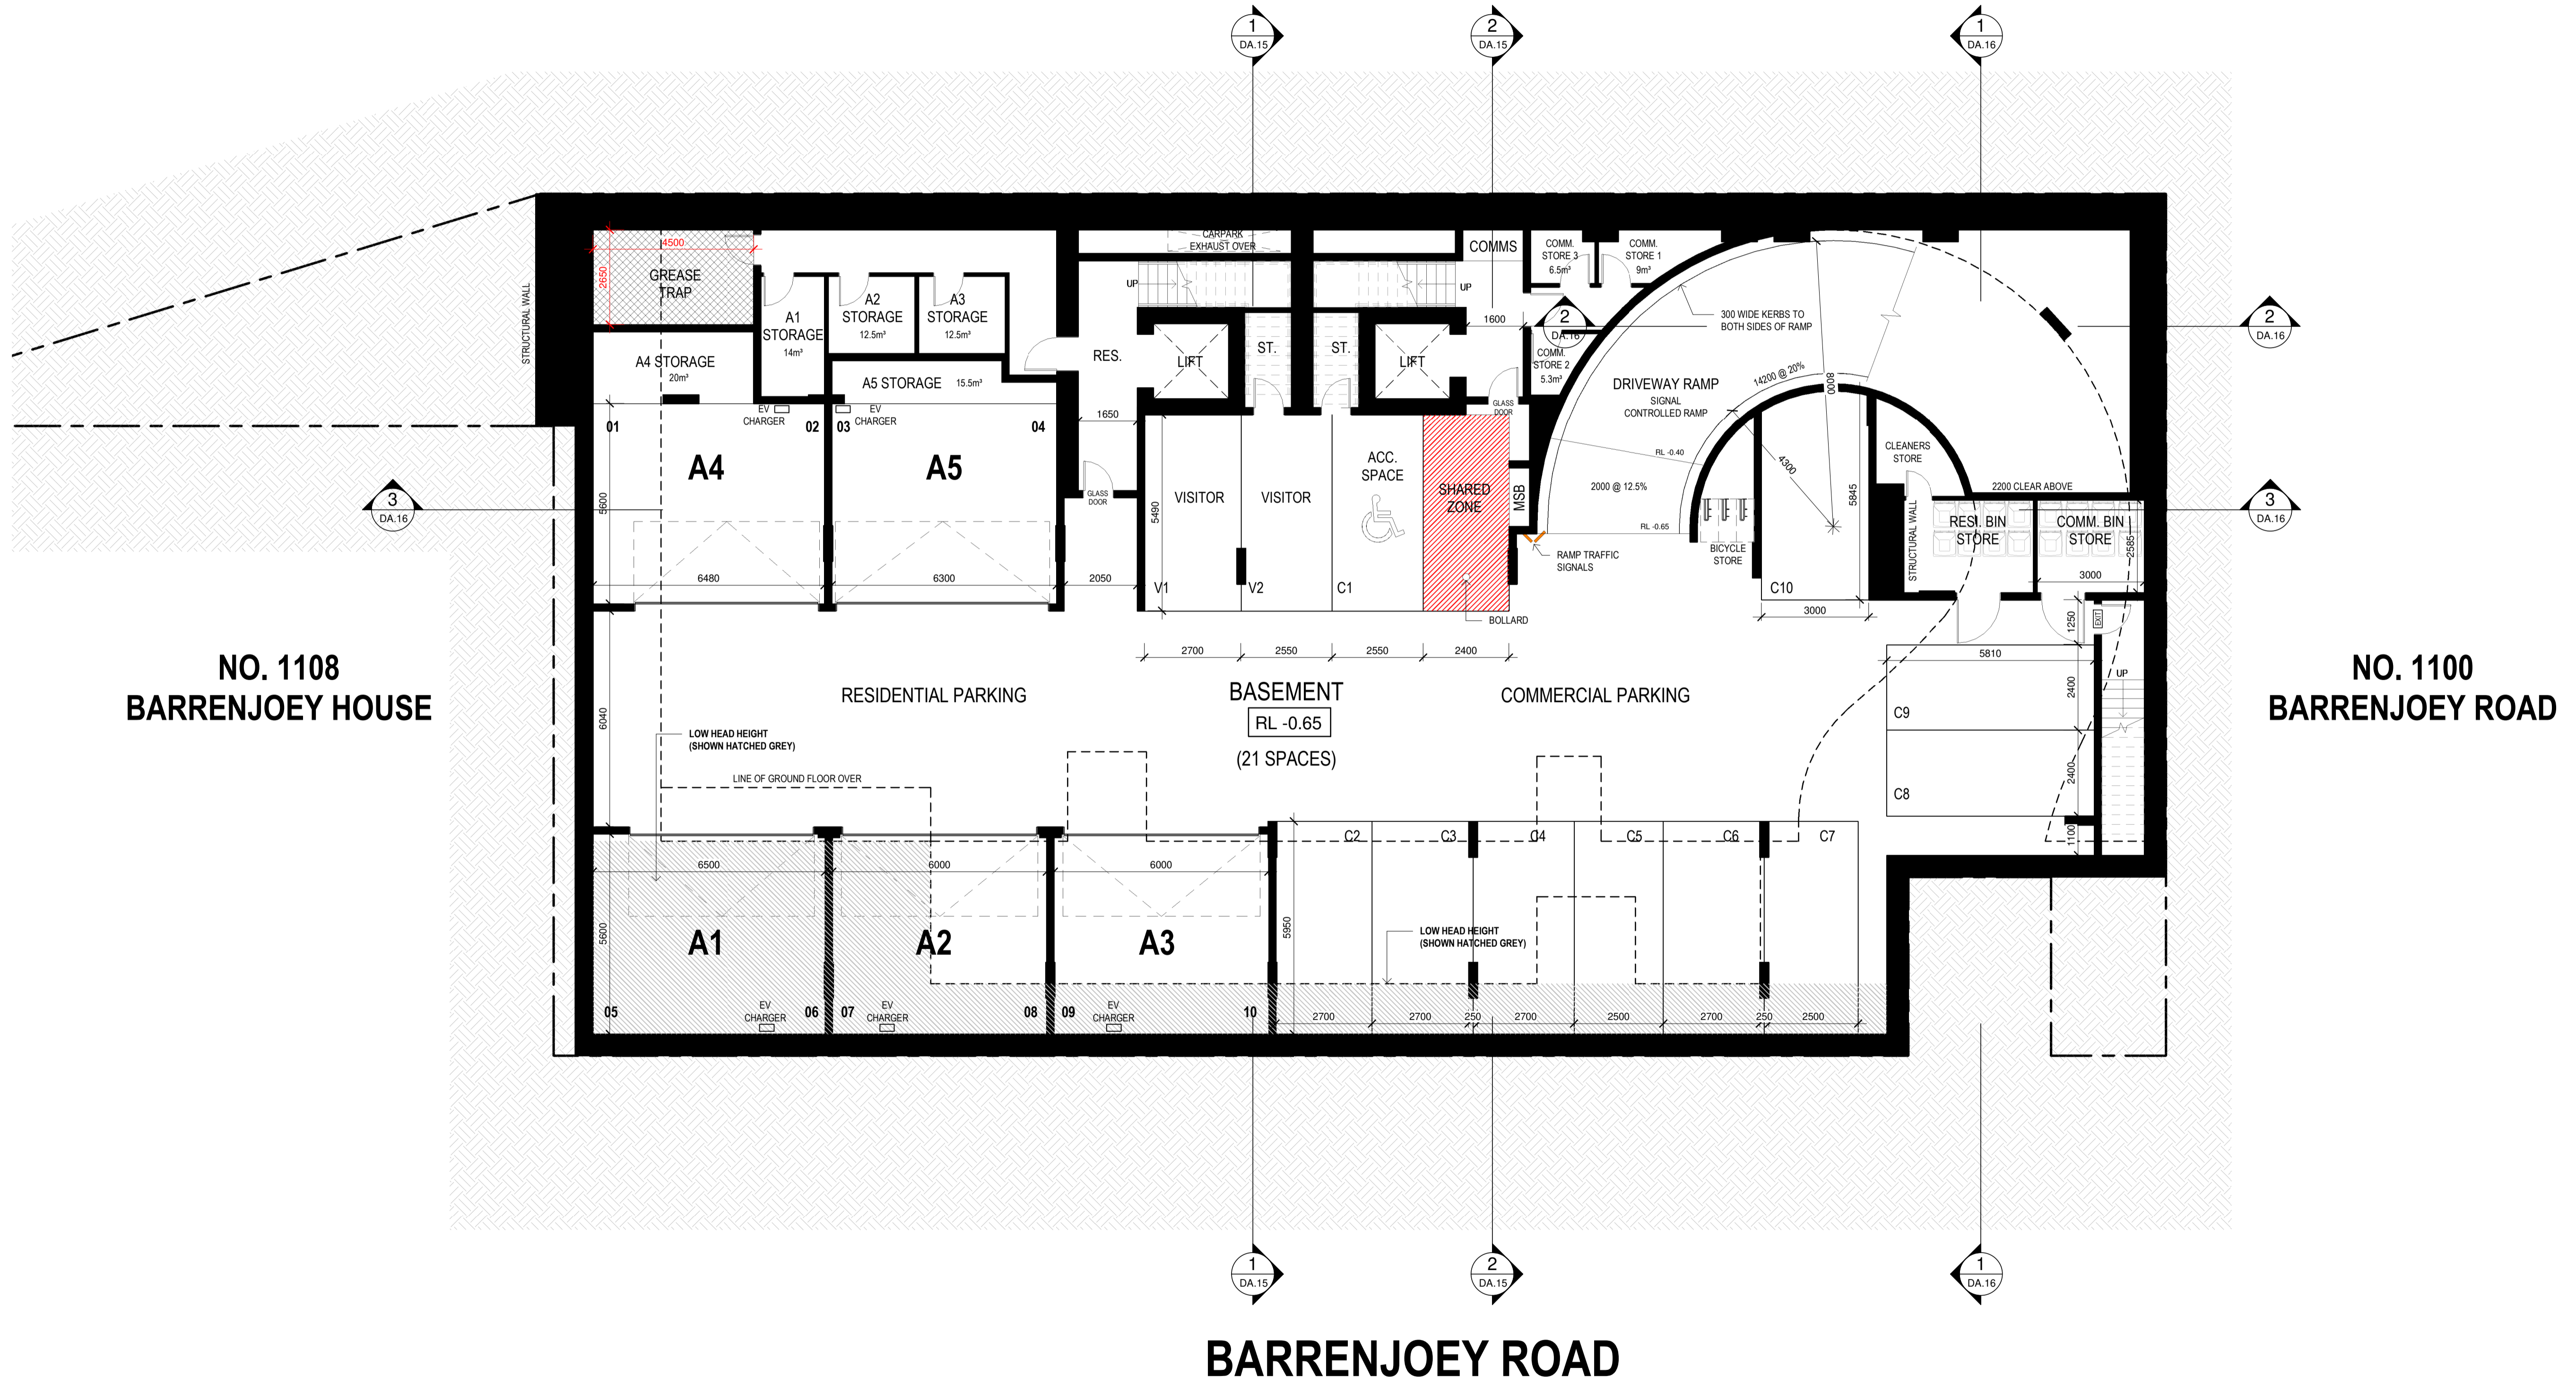 1
DA.15
2
DA.15
1
DA.16
CARPARK
EXHAUST OVER
COMMS
COMM.
STORE 3
6.5m³
COMM.
STORE 1
9m³
4500
2650
GREASE
TRAP
STRUCTURAL WALL
A1
STORAGE
14m³
A2
STORAGE
12.5m³
A3
STORAGE
12.5m³
UP
UP
1600
2
DA.16
300 WIDE KERBS TO
BOTH SIDES OF RAMP
2
DA.16
A4 STORAGE
20m³
A5 STORAGE 15.5m³
RES.
LIFT
ST.
ST.
LIFT
COMM.
STORE 2
5.3m³
DRIVEWAY RAMP
SIGNAL
CONTROLLED RAMP
14200 @ 20%
8000
EV
CHARGER
EV
CHARGER
01
02
03
04
1650
GLASS
DOOR
A4
A5
ACC.
SPACE
RL -0.40
4300
CLEANERS
STORE
3
DA.16
5600
GLASS
DOOR
5490
VISITOR
VISITOR
SHARED
ZONE
MSB
2000 @ 12.5%
5845
2200 CLEAR ABOVE
3
DA.16
RL -0.65
RAMP TRAFFIC
SIGNALS
BICYCLE
STORE
STRUCTURAL WALL
RESI. BIN
STORE
COMM. BIN
STORE
2585
3000
6480
6300
2050
V1
V2
C1
C10
3000
BOLLARD
1250
EXIT
2700
2550
2550
2400
5810
NO. 1108
BARRENJOEY HOUSE
RESIDENTIAL PARKING
BASEMENT
RL -0.65
(21 SPACES)
COMMERCIAL PARKING
6040
2400
UP
C9
NO. 1100
BARRENJOEY ROAD
LOW HEAD HEIGHT
(SHOWN HATCHED GREY)
LINE OF GROUND FLOOR OVER
2400
C8
1100
C2
C3
C4
C5
C6
C7
6500
6000
6000
5600
5950
A1
A2
A3
LOW HEAD HEIGHT
(SHOWN HATCHED GREY)
05
EV
CHARGER
06
07
EV
CHARGER
08
09
EV
CHARGER
10
2700
2700
250
2700
2500
2700
250
2500
1
DA.15
2
DA.15
1
DA.16
BARRENJOEY ROAD